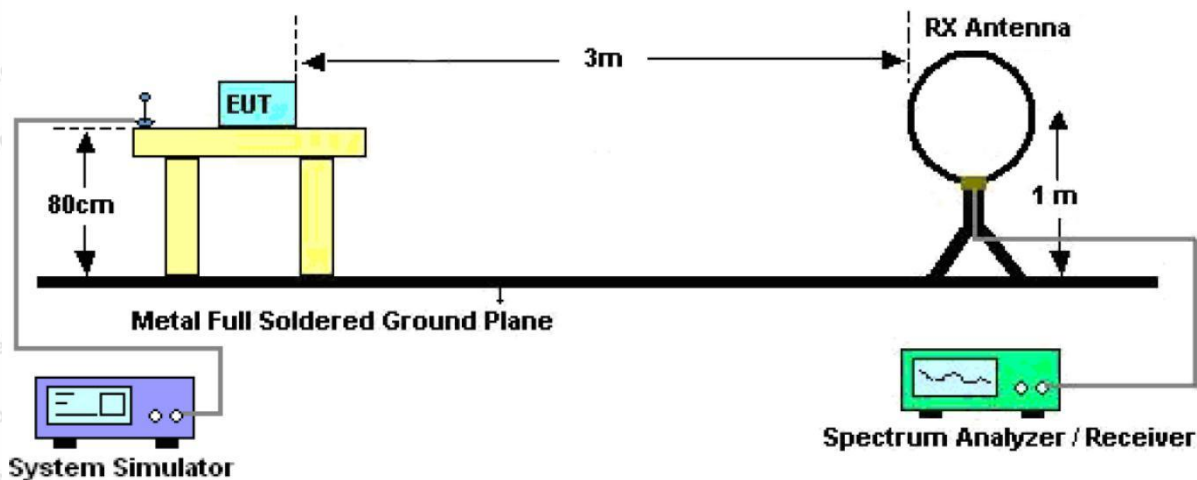 RX Antenna
3m
EUT
80cm
1 m
Metal Full Soldered Ground Plane
System Simulator
Spectrum Analyzer / Receiver